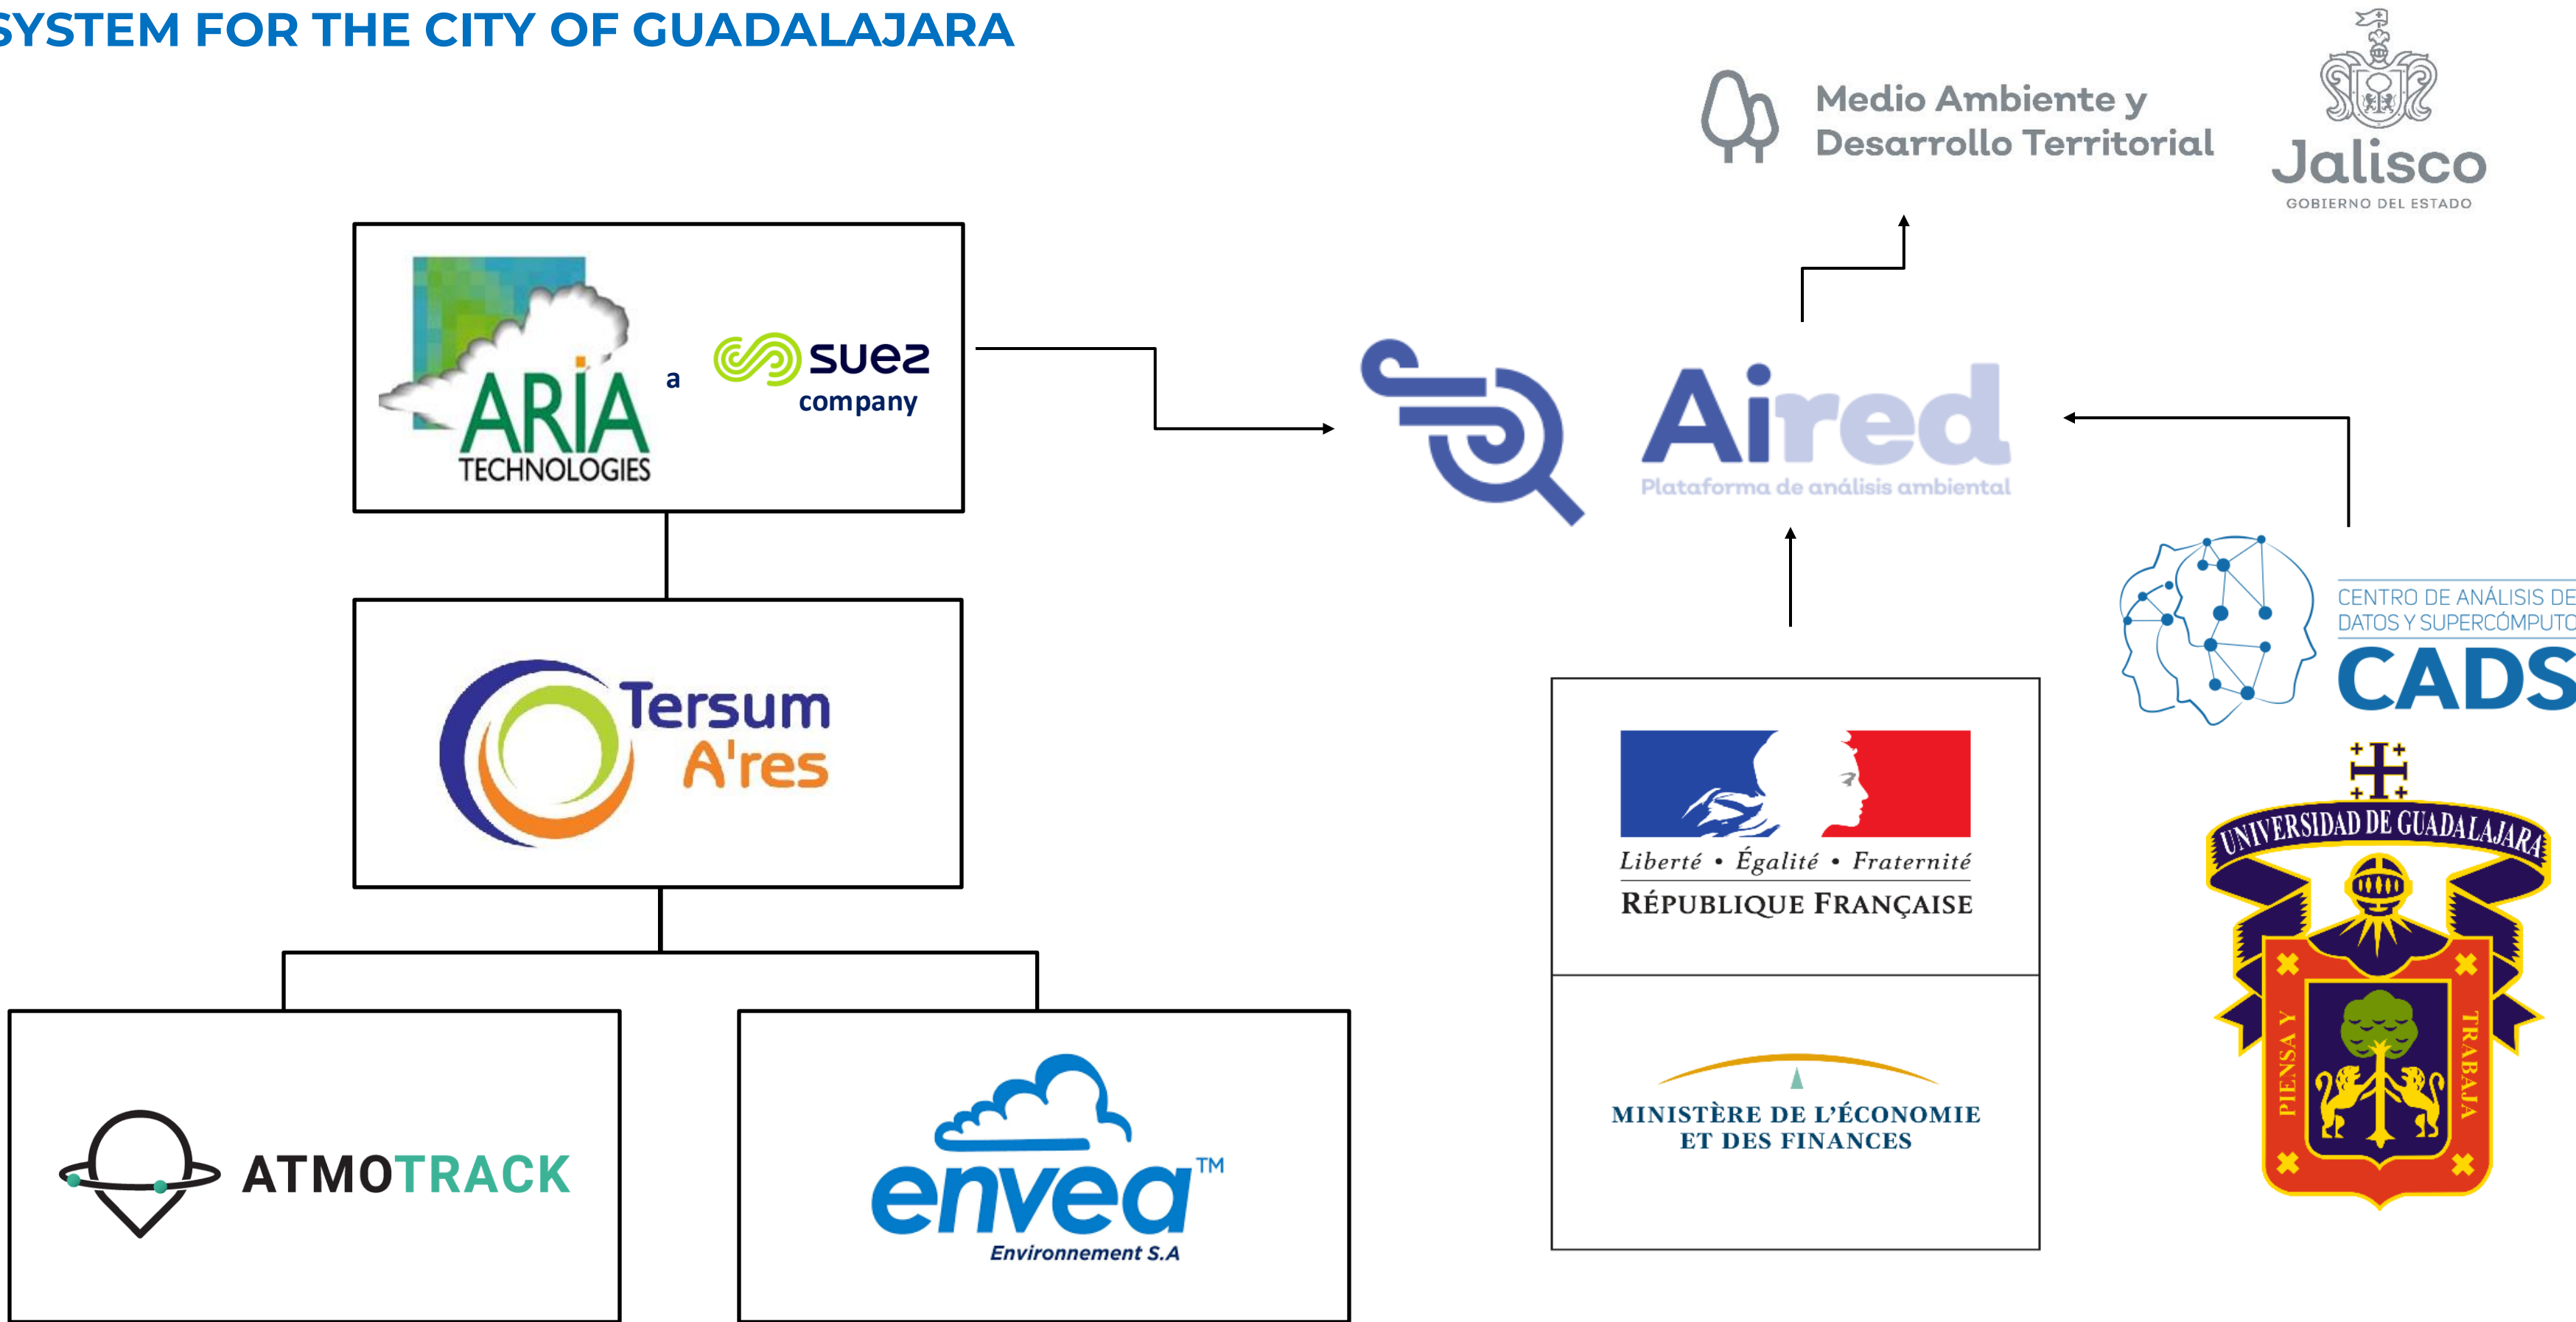 SYSTEM FOR THE CITY OF GUADALAJARA
Medio Ambiente y
Desarrollo Territorial
Jalisco
GOBIERNO DEL ESTADO
ARIA
TECHNOLOGIES
a
suez
company
Aired
Plataforma de análisis ambiental
CENTRO DE ANÁLISIS DE
DATOS Y SUPERCÓMPUTO
CADS
Tersum
A'res
Liberté • Égalité • Fraternité
RÉPUBLIQUE FRANÇAISE
UNIVERSIDAD DE GUADALAJARA
PIENSA Y
TRABAJA
MINISTÈRE DE L'ÉCONOMIE
ET DES FINANCES
ATMOTRACK
envea™
Environnement S.A